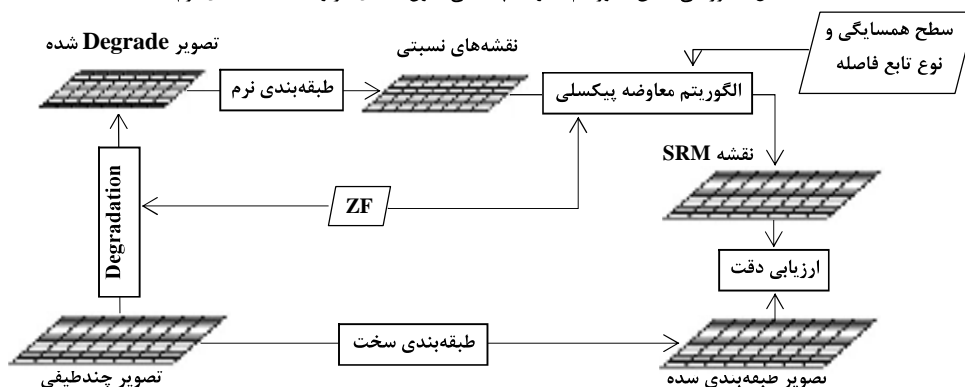 سطح همسایگی و
نوع تابع فاصله
تصویر Degrade شده
نقشه‌های نسبتی
طبقه‌بندی نرم
الگوریتم معاوضه پیکسلی
نقشه SRM
ZF
Degradation
ارزیابی دقت
طبقه‌بندی سخت
تصویر چندطیفی
تصویر طبقه‌بندی سده